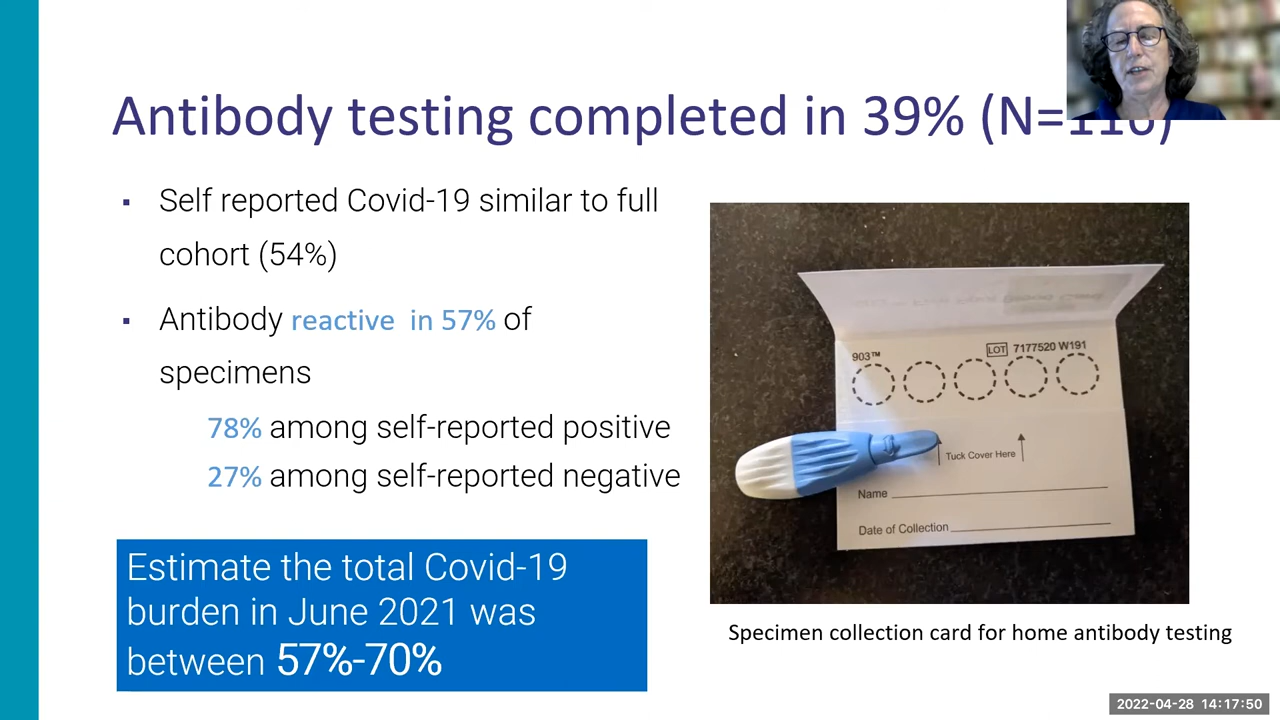 Antibody testing completed in 39% (N=116)
Self reported Covid-19 similar to full
cohort (54%)
Antibody reactive in 57% of
specimens
78% among self-reported positive
27% among self-reported negative
Estimate the total Covid-19
burden in June 2021 was
between 57%-70%
903™
LOT 7177520 W191
Tuck Cover Here
Name
Date of Collection
Specimen collection card for home antibody testing
2022-04-28 14:17:50